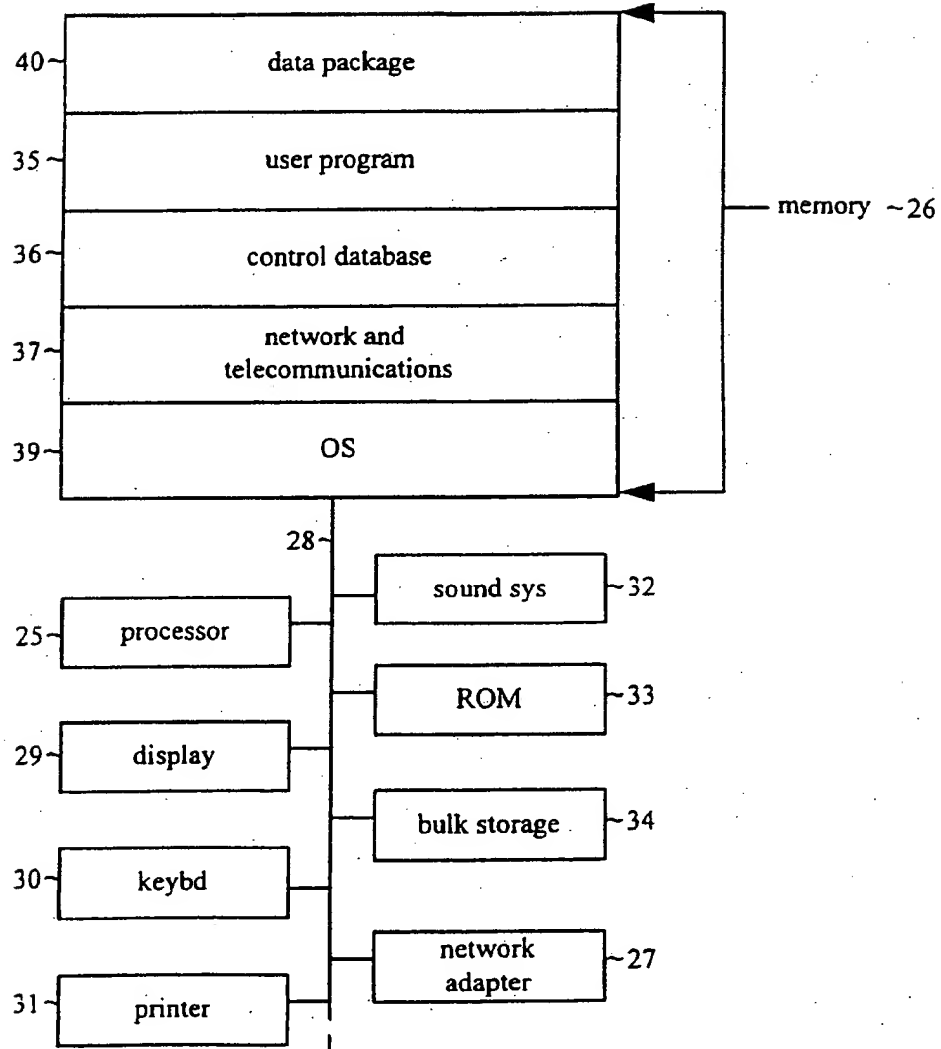 40~ data package
35~ user program
memory ~26
36~ control database
37~ network and
telecommunications
39~ OS
28~
sound sys ~32
25~ processor
ROM ~33
29~ display
bulk storage ~34
30~ keybd
network
adapter ~27
31~ printer